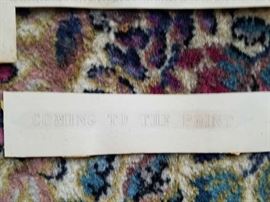 COMING TO THE POINT